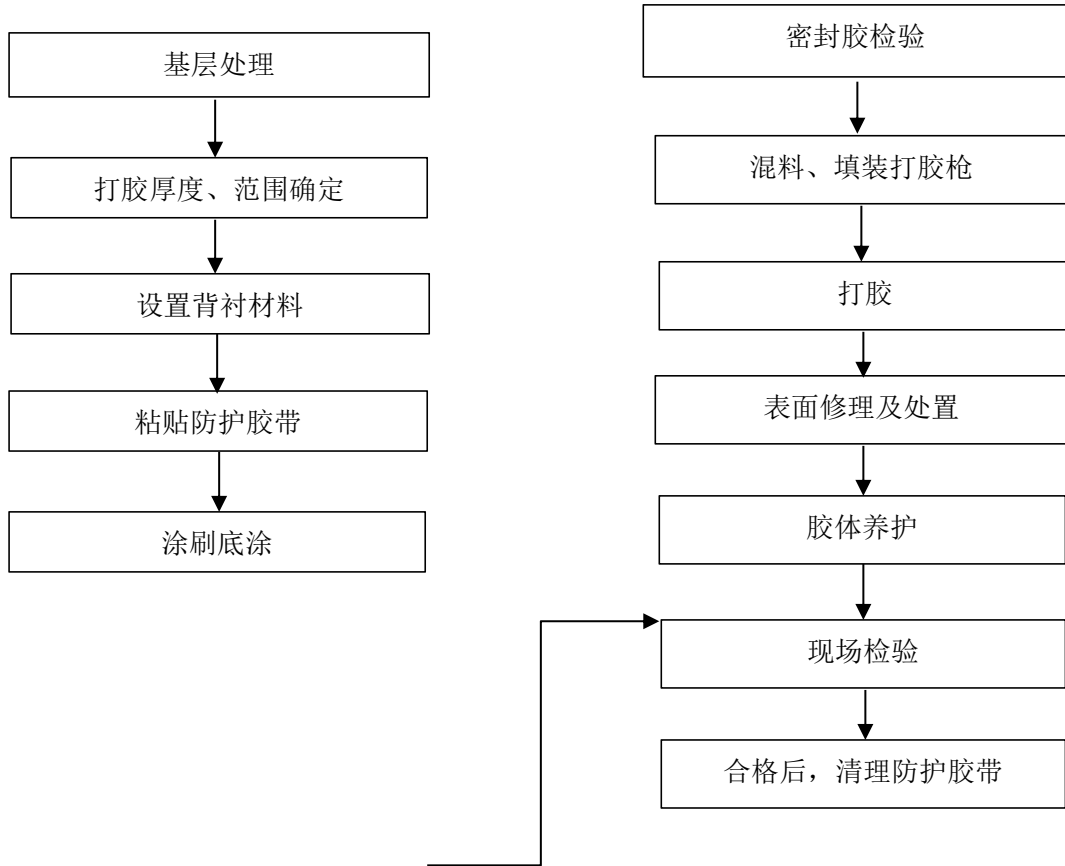 基层处理
打胶厚度、范围确定
设置背衬材料
粘贴防护胶带
涂刷底涂
密封胶检验
混料、填装打胶枪
打胶
表面修理及处置
胶体养护
现场检验
合格后，清理防护胶带